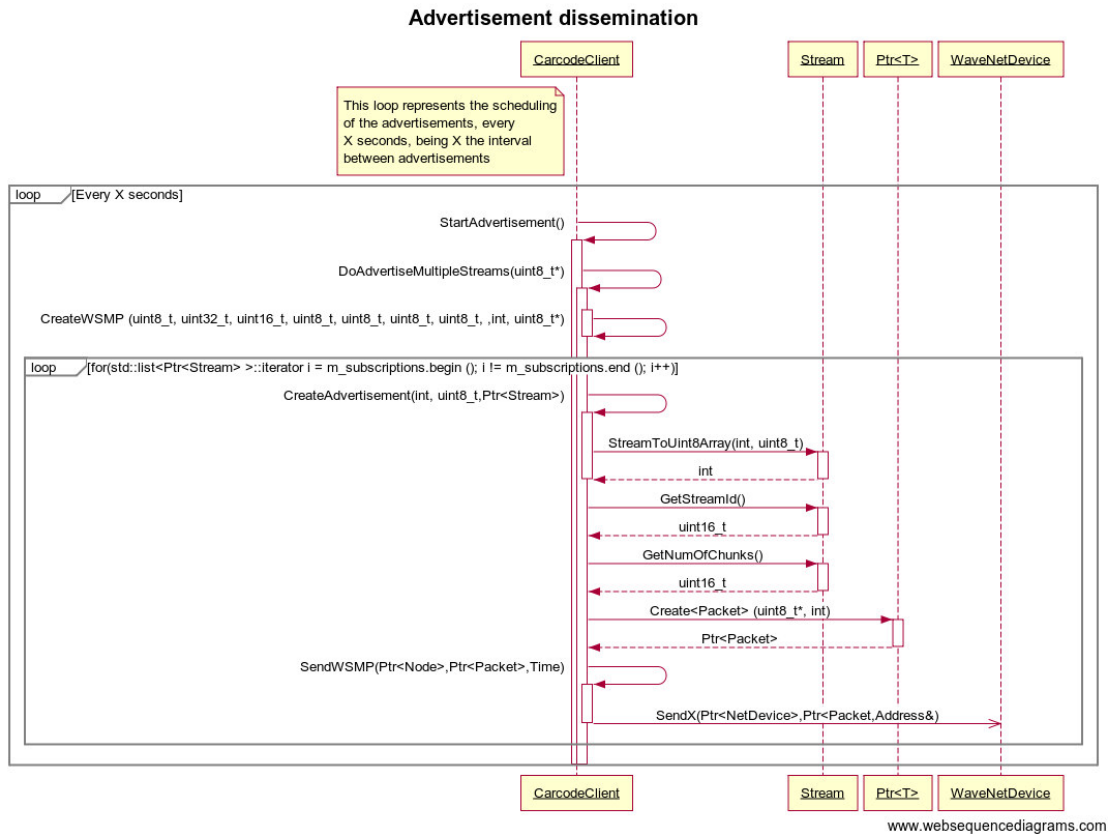 Advertisement dissemination
CarcodeClient
Stream
Ptr<T>
WaveNetDevice
This loop represents the scheduling
of the advertisements, every
X seconds, being X the interval
between advertisements
loop
[Every X seconds]
StartAdvertisement()
DoAdvertiseMultipleStreams(uint8_t*)
CreateWSMP (uint8_t, uint32_t, uint16_t, uint8_t, uint8_t, uint8_t, uint8_t, ,int, uint8_t*)
loop
[for(std::list<Ptr<Stream> >::iterator i = m_subscriptions.begin (); i != m_subscriptions.end (); i++)]
CreateAdvertisement(int, uint8_t,Ptr<Stream>)
StreamToUint8Array(int, uint8_t)
int
GetStreamId()
uint16_t
GetNumOfChunks()
uint16_t
Create<Packet> (uint8_t*, int)
Ptr<Packet>
SendWSMP(Ptr<Node>,Ptr<Packet>,Time)
SendX(Ptr<NetDevice>,Ptr<Packet,Address&)
CarcodeClient
Stream
Ptr<T>
WaveNetDevice
www.websequencediagrams.com